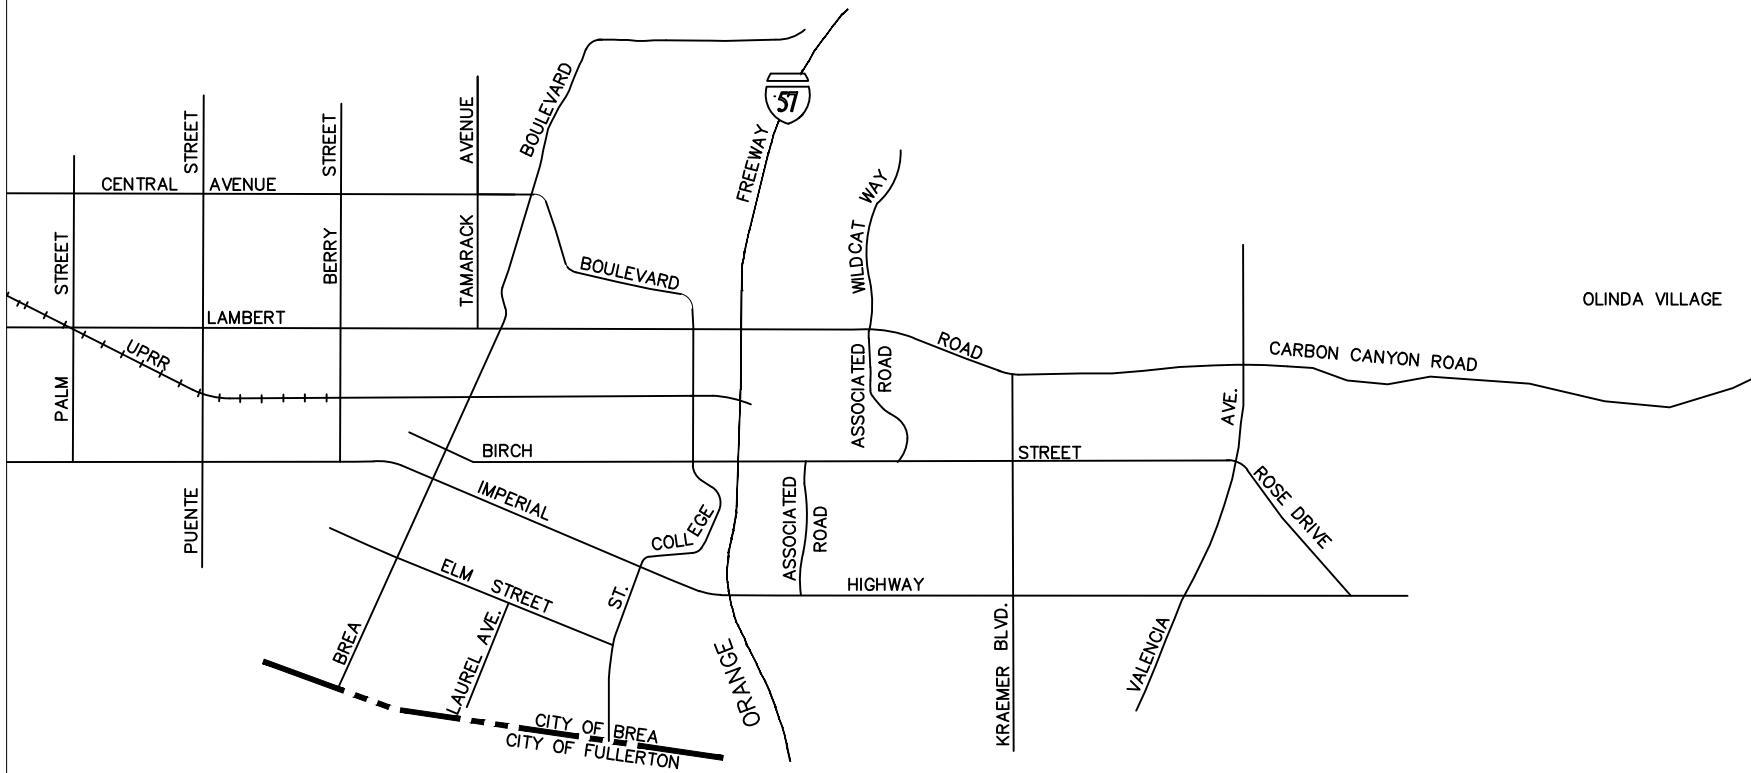 57
BOULEVARD
FREEWAY
STREET
STREET
AVENUE
CENTRAL AVENUE
WILDCAT WAY
STREET
BERRY
TAMARACK
BOULEVARD
OLINDA VILLAGE
LAMBERT
UPRR
ROAD
CARBON CANYON ROAD
ASSOCIATED
ROAD
PALM
AVE.
BIRCH
STREET
IMPERIAL
ROSE DRIVE
PUENTE
COLLEGE
ASSOCIATED
ROAD
ELM STREET
ST.
HIGHWAY
BREA
LAUREL AVE.
ORANGE
KRAEMER BLVD.
VALENCIA
CITY OF BREA
CITY OF FULLERTON